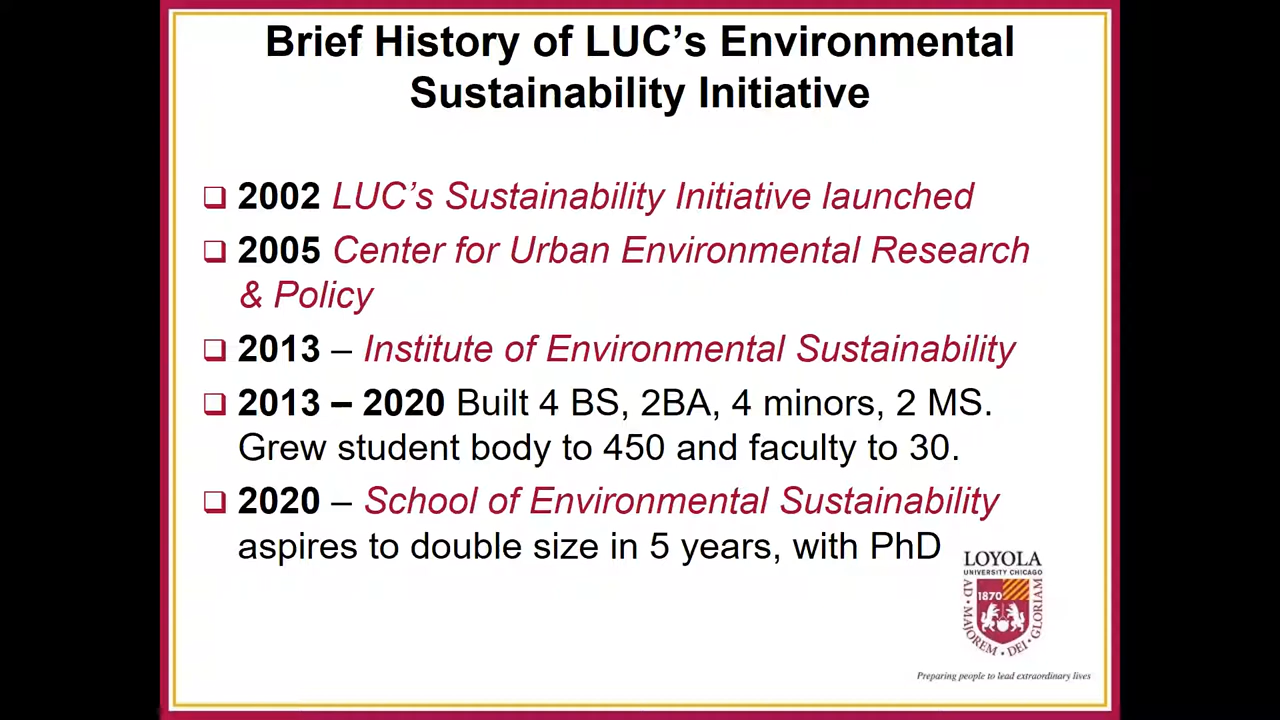 Brief History of LUC's Environmental
Sustainability Initiative
2002 LUC's Sustainability Initiative launched
2005 Center for Urban Environmental Research
& Policy
2013 – Institute of Environmental Sustainability
2013 – 2020 Built 4 BS, 2BA, 4 minors, 2 MS.
Grew student body to 450 and faculty to 30.
2020 – School of Environmental Sustainability
aspires to double size in 5 years, with PhD
LOYOLA
UNIVERSITY CHICAGO
1870
AD • MAJOREM • DEI • GLORIAM
Preparing people to lead extraordinary lives